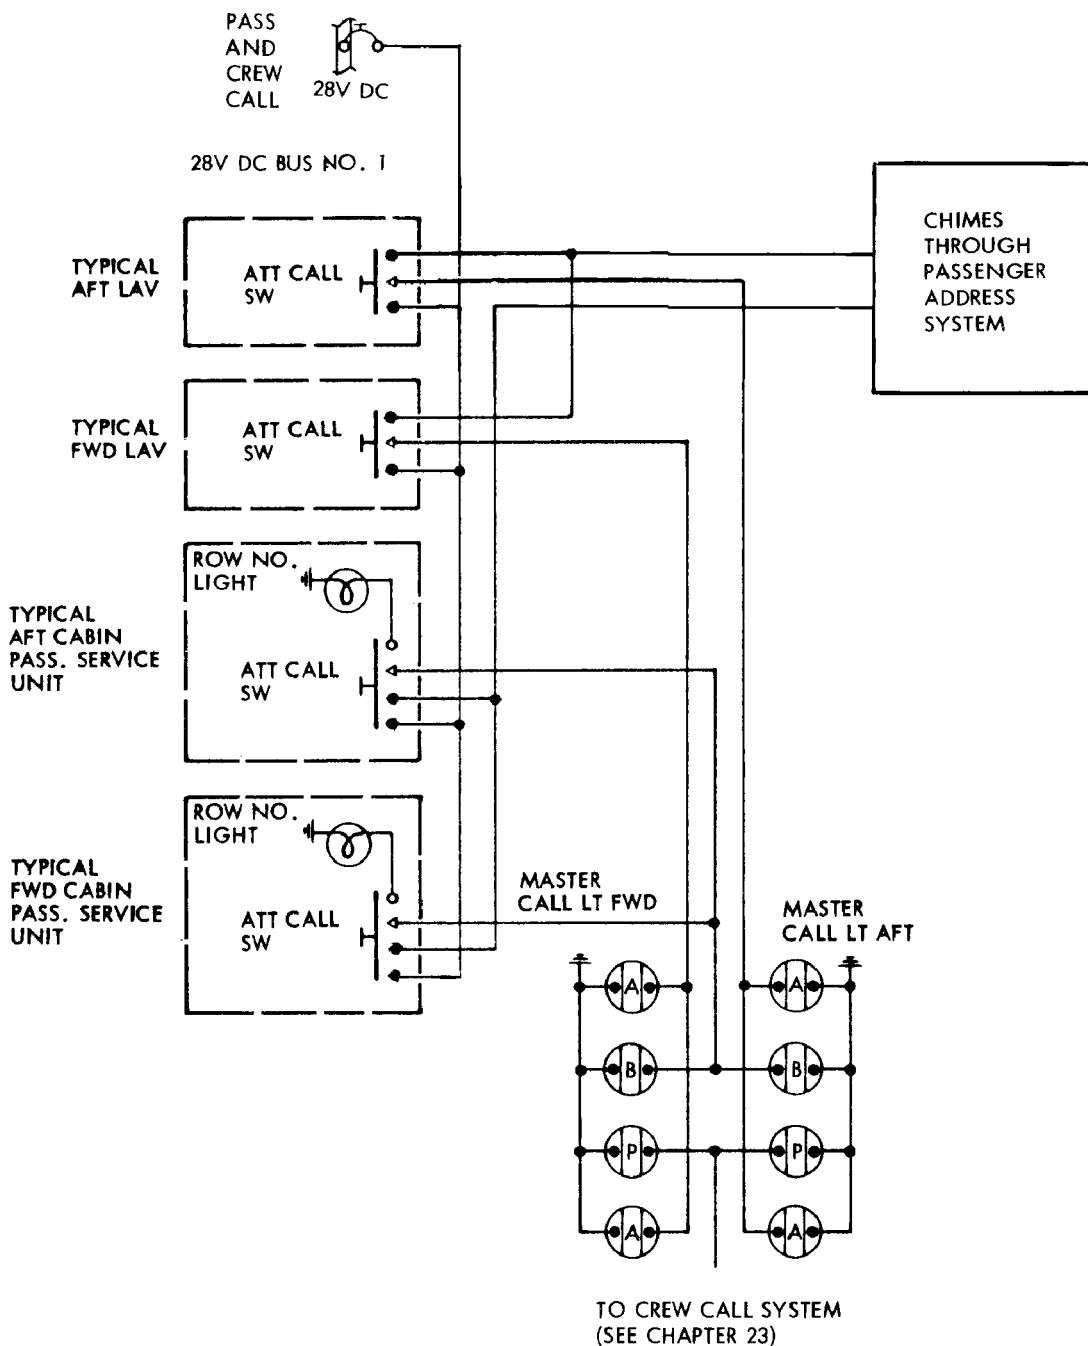 PASS
AND
CREW
CALL
28V DC
28V DC BUS NO. 1
TYPICAL
AFT LAV
ATT CALL
SW
CHIMES
THROUGH
PASSENGER
ADDRESS
SYSTEM
TYPICAL
FWD LAV
ATT CALL
SW
ROW NO.
LIGHT
TYPICAL
AFT CABIN
PASS. SERVICE
UNIT
ATT CALL
SW
ROW NO.
LIGHT
TYPICAL
FWD CABIN
PASS. SERVICE
UNIT
ATT CALL
SW
MASTER
CALL LT FWD
MASTER
CALL LT AFT
A
A
B
B
P
P
A
A
TO CREW CALL SYSTEM
(SEE CHAPTER 23)